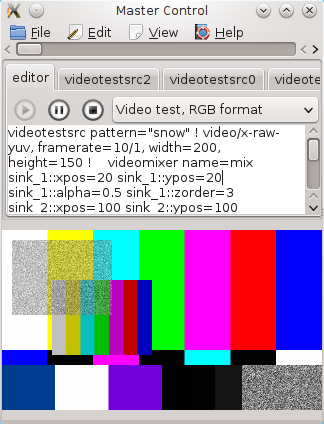 Master Control
File Edit View Help
editor videotestsrc2 videotestsrc0 videote
Video test, RGB format
videotestsrc pattern="snow" ! video/x-raw-
yuv, framerate=10/1, width=200,
height=150 ! videomixer name=mix
sink_1::xpos=20 sink_1::ypos=20
sink_1::alpha=0.5 sink_1::zorder=3
sink_2::xpos=100 sink_2::ypos=100